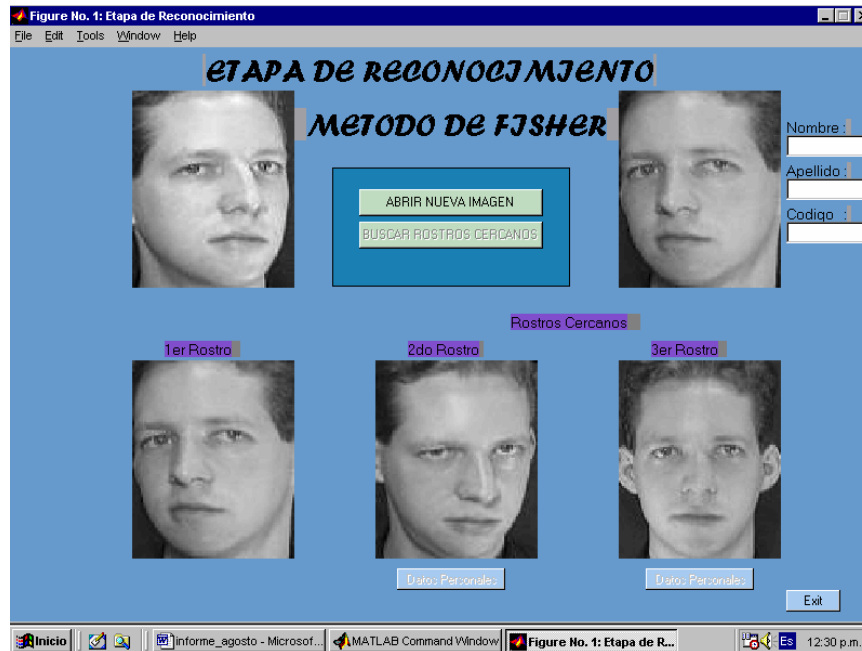 Figure No. 1: Etapa de Reconocimiento
File Edit Tools Window Help
ETAPA DE RECONOCIMIENTO
METODO DE FISHER
Nombre :
Apellido :
Codigo :
ABRIR NUEVA IMAGEN
BUSCAR ROSTROS CERCANOS
Rostros Cercanos
1er Rostro
2do Rostro
3er Rostro
Datos Personales
Datos Personales
Exit
Inicio
informe_agosto - Microsof...
MATLAB Command Window
Figure No. 1: Etapa de R...
Es
12:30 p.m.